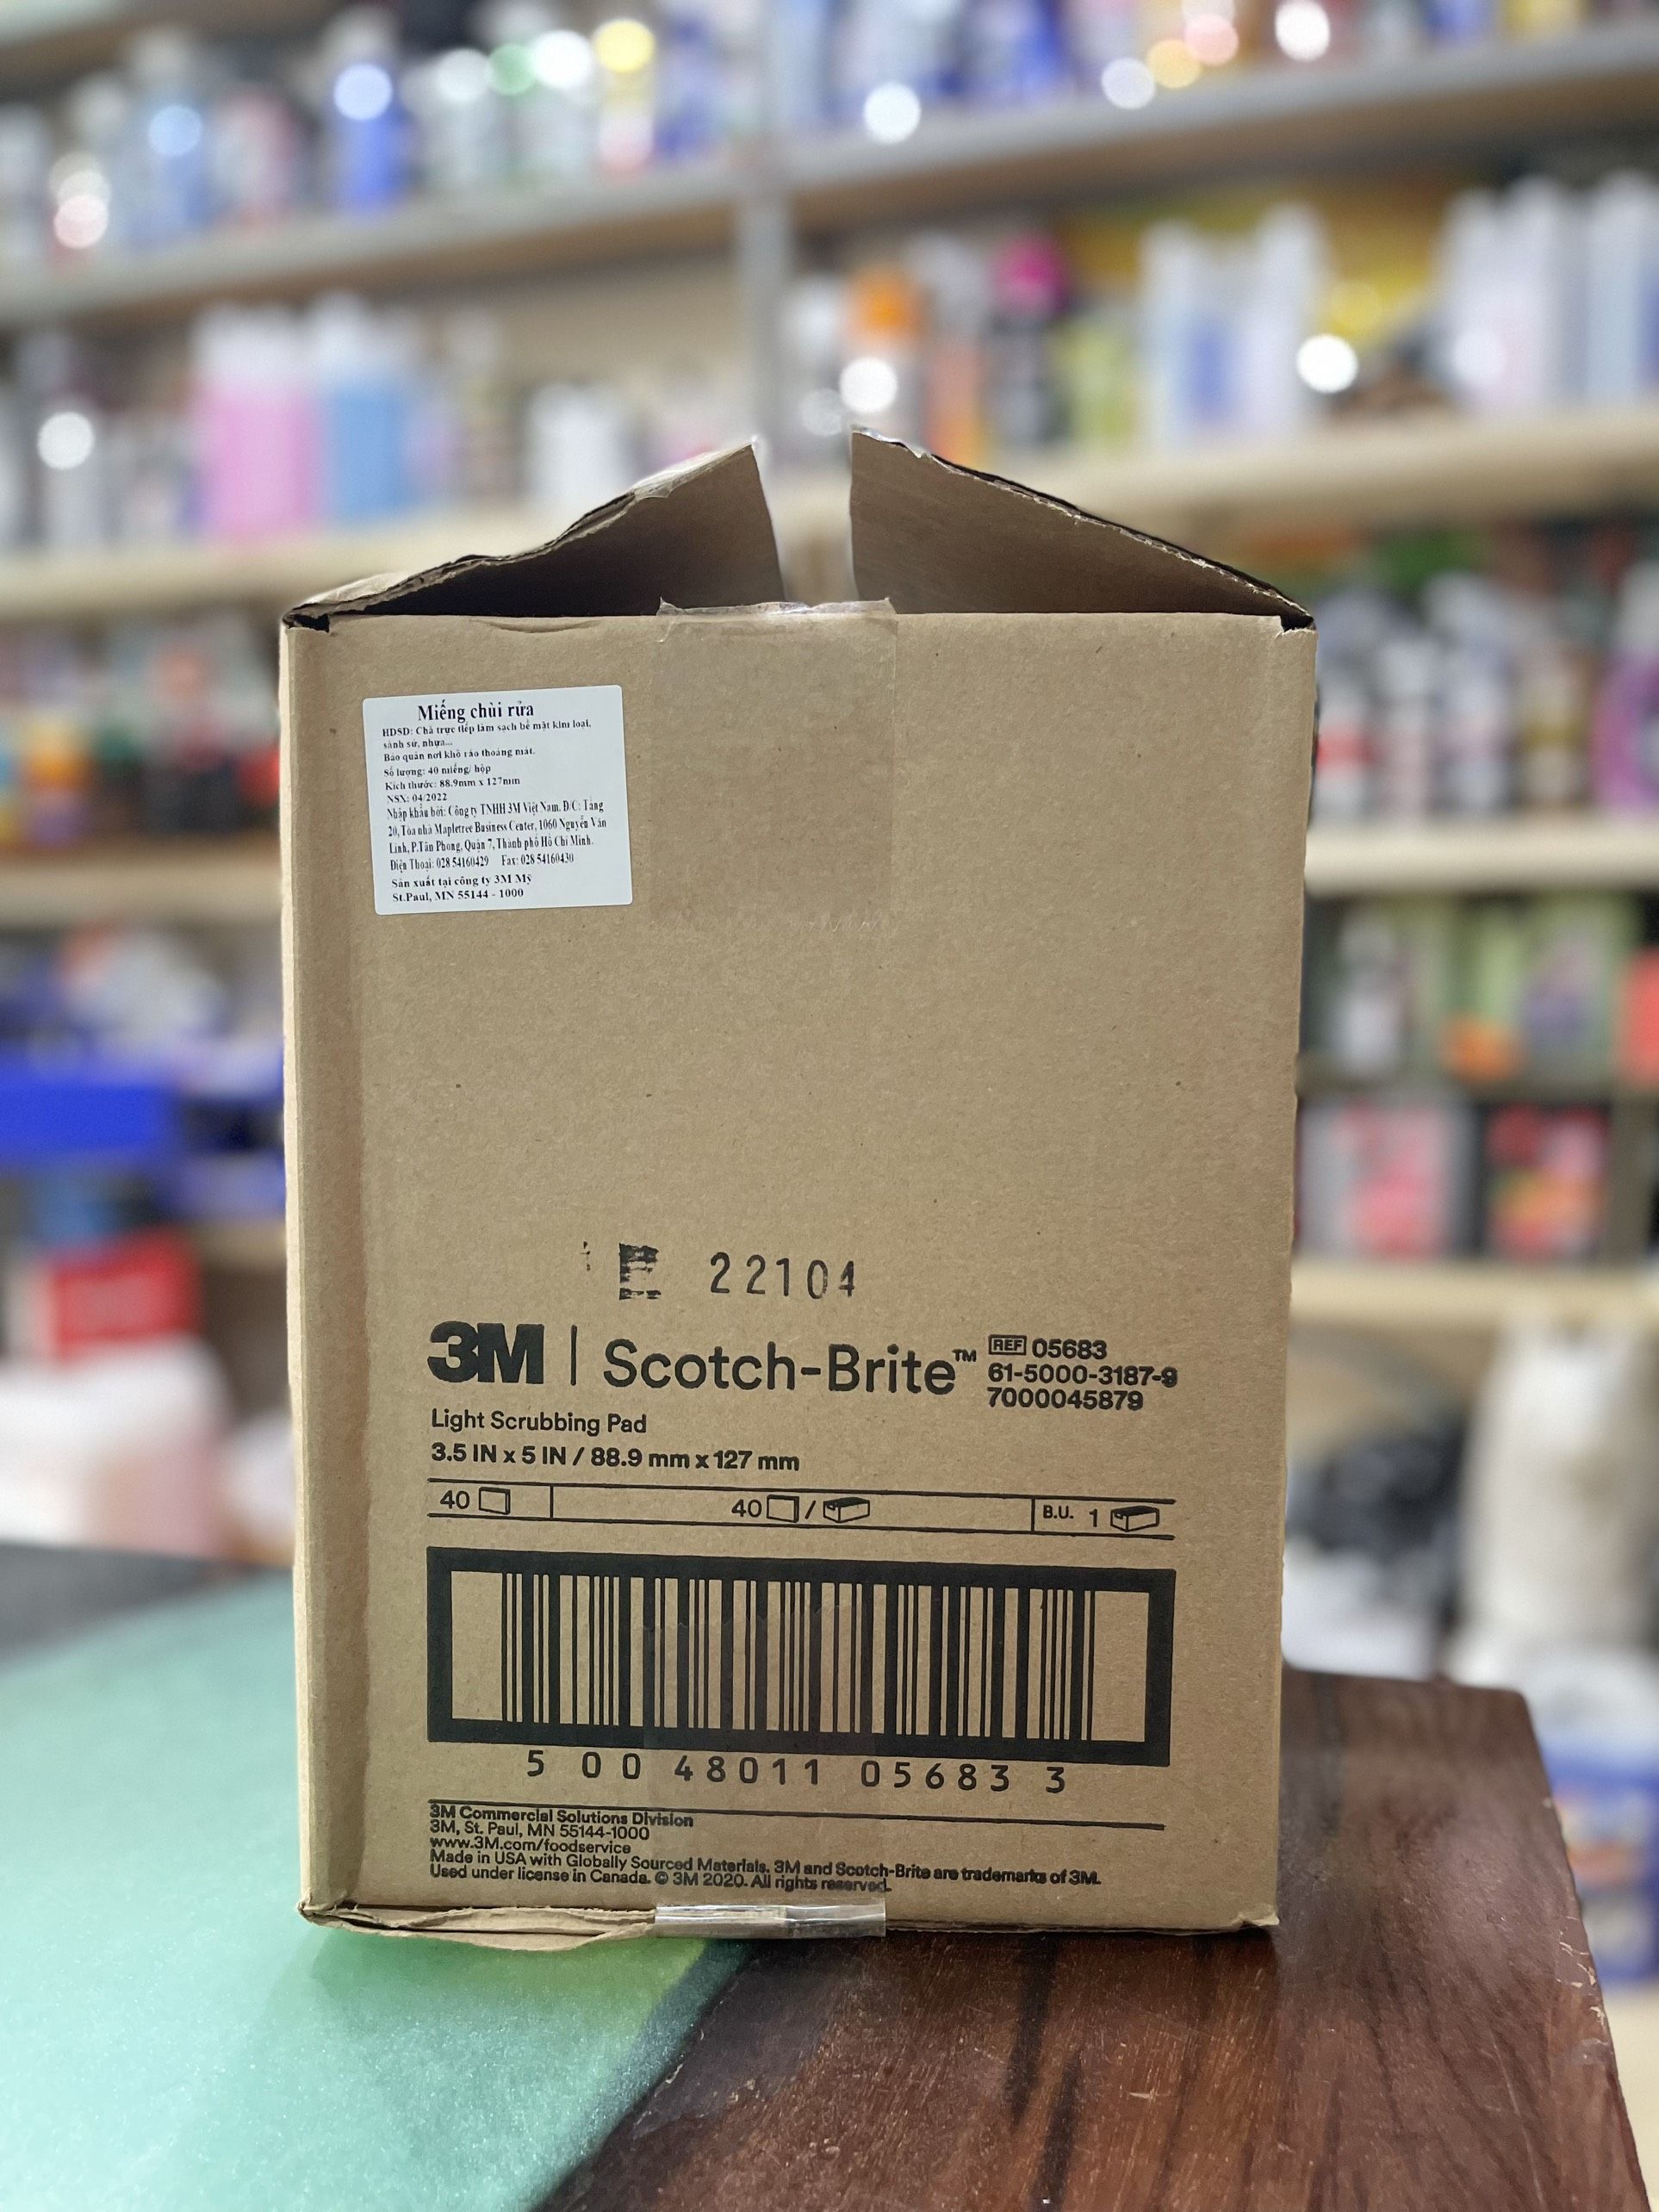 Miếng chùi rửa
HDSD: Chà trực tiếp làm sạch bề mặt kim loại,
sành sứ, nhựa...
Bảo quản nơi khô ráo thoáng mát.
Số lượng: 40 miếng/ hộp
Kích thước: 88.9mm x 127mm
NSX: 04/2022
Nhập khẩu bởi: Công ty TNHH 3M Việt Nam. Đ/C: Tầng
20, Tòa nhà Mapletree Business Center, 1060 Nguyễn Văn
Linh, P.Tân Phong, Quận 7, Thành phố Hồ Chí Minh.
Điện Thoại: 028 54160429 Fax: 028 54160430
Sản xuất tại công ty 3M Mỹ
St.Paul, MN 55144 - 1000
E 22104
3M | Scotch-Brite™
REF 05683
61-5000-3187-9
7000045879
Light Scrubbing Pad
3.5 IN x 5 IN / 88.9 mm x 127 mm
40 40 / B.U. 1
5 00 48011 05683 3
3M Commercial Solutions Division
3M, St. Paul, MN 55144-1000
www.3M.com/foodservice
Made in USA with Globally Sourced Materials. 3M and Scotch-Brite are trademarks of 3M.
Used under license in Canada. © 3M 2020. All rights reserved.